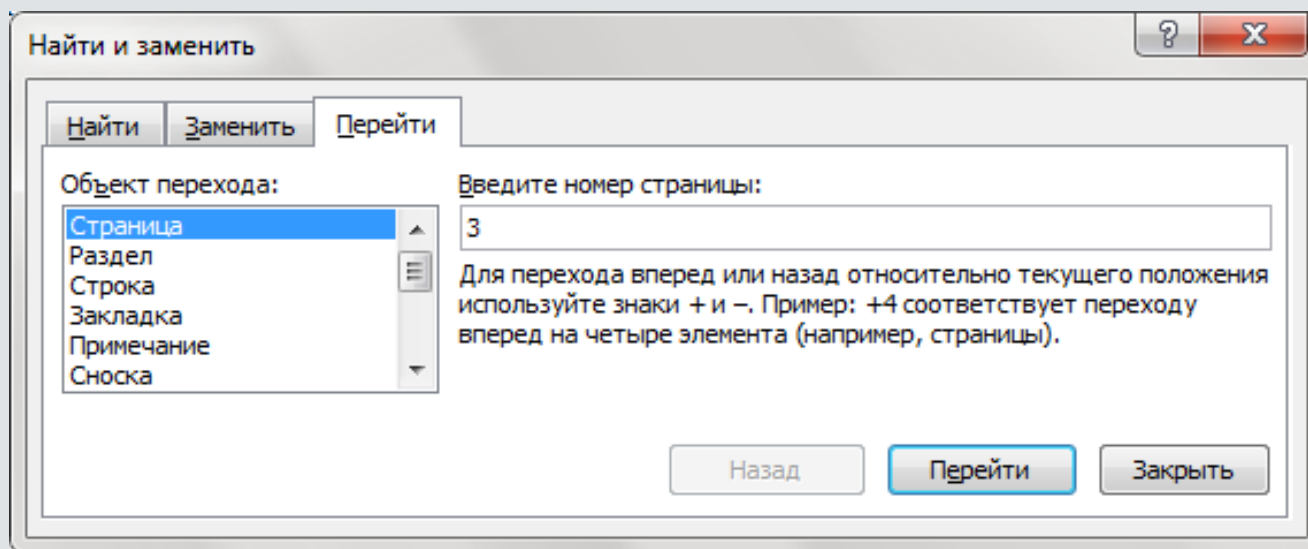 Найти и заменить
Найти
Заменить
Перейти
Объект перехода:
Страница
Раздел
Строка
Закладка
Примечание
Сноска
Введите номер страницы:
3
Для перехода вперед или назад относительно текущего положения
используйте знаки + и –. Пример: +4 соответствует переходу
вперед на четыре элемента (например, страницы).
Назад
Перейти
Закрыть